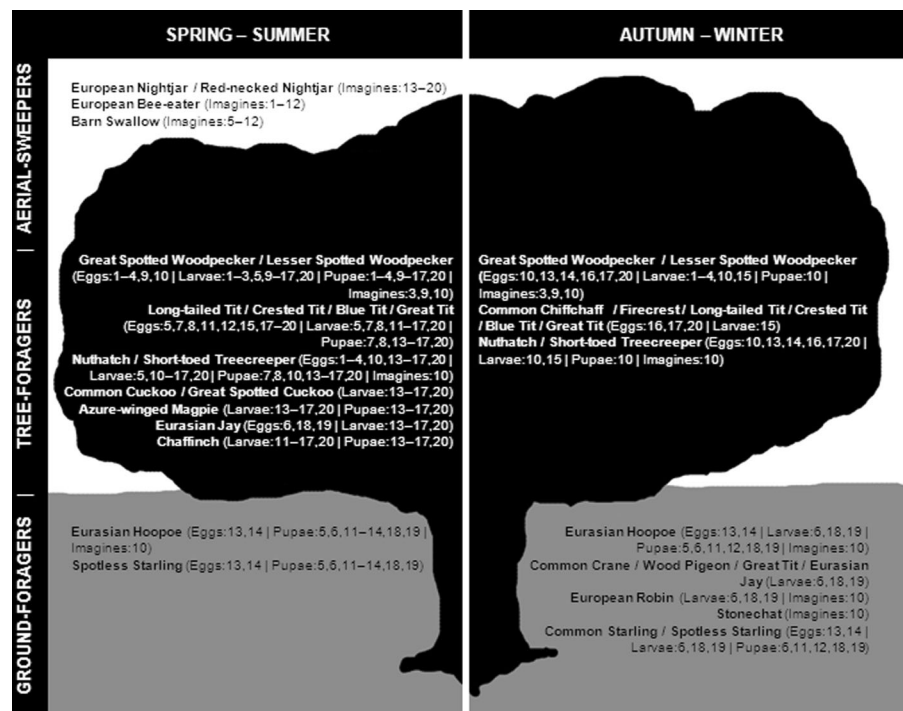 SPRING – SUMMER
AUTUMN – WINTER
AERIAL-SWEEPERS
European Nightjar / Red-necked Nightjar (Imagines:13–20)
European Bee-eater (Imagines:1–12)
Barn Swallow (Imagines:5–12)
TREE-FORAGERS
Great Spotted Woodpecker / Lesser Spotted Woodpecker
(Eggs:1–4,9,10 | Larvae:1–3,5,9–17,20 | Pupae:1–4,9–17,20 |
Imagines:3,9,10)
Long-tailed Tit / Crested Tit / Blue Tit / Great Tit
(Eggs:5,7,8,11,12,15,17–20 | Larvae:5,7,8,11–17,20 |
Pupae:7,8,13–17,20)
Nuthatch / Short-toed Treecreeper (Eggs:1–4,10,13–17,20 |
Larvae:5,10–17,20 | Pupae:7,8,10,13–17,20 | Imagines:10)
Common Cuckoo / Great Spotted Cuckoo (Larvae:13–17,20)
Azure-winged Magpie (Larvae:13–17,20 | Pupae:13–17,20)
Eurasian Jay (Eggs:6,18,19 | Larvae:13–17,20)
Chaffinch (Larvae:11–17,20 | Pupae:13–17,20)
Great Spotted Woodpecker / Lesser Spotted Woodpecker
(Eggs:10,13,14,16,17,20 | Larvae:1–4,10,15 | Pupae:10 |
Imagines:3,9,10)
Common Chiffchaff / Firecrest / Long-tailed Tit / Crested Tit
/ Blue Tit / Great Tit (Eggs:16,17,20 | Larvae:15)
Nuthatch / Short-toed Treecreeper (Eggs:10,13,14,16,17,20 |
Larvae:10,15 | Pupae:10 | Imagines:10)
GROUND-FORAGERS
Eurasian Hoopoe (Eggs:13,14 | Pupae:5,6,11–14,18,19 |
Imagines:10)
Spotless Starling (Eggs:13,14 | Pupae:5,6,11–14,18,19)
Eurasian Hoopoe (Eggs:13,14 | Larvae:6,18,19 |
Pupae:5,6,11,12,18,19 | Imagines:10)
Common Crane / Wood Pigeon / Great Tit / Eurasian
Jay (Larvae:6,18,19)
European Robin (Larvae:6,18,19 | Imagines:10)
Stonechat (Imagines:10)
Common Starling / Spotless Starling (Eggs:13,14 |
Larvae:6,18,19 | Pupae:6,11,12,18,19)